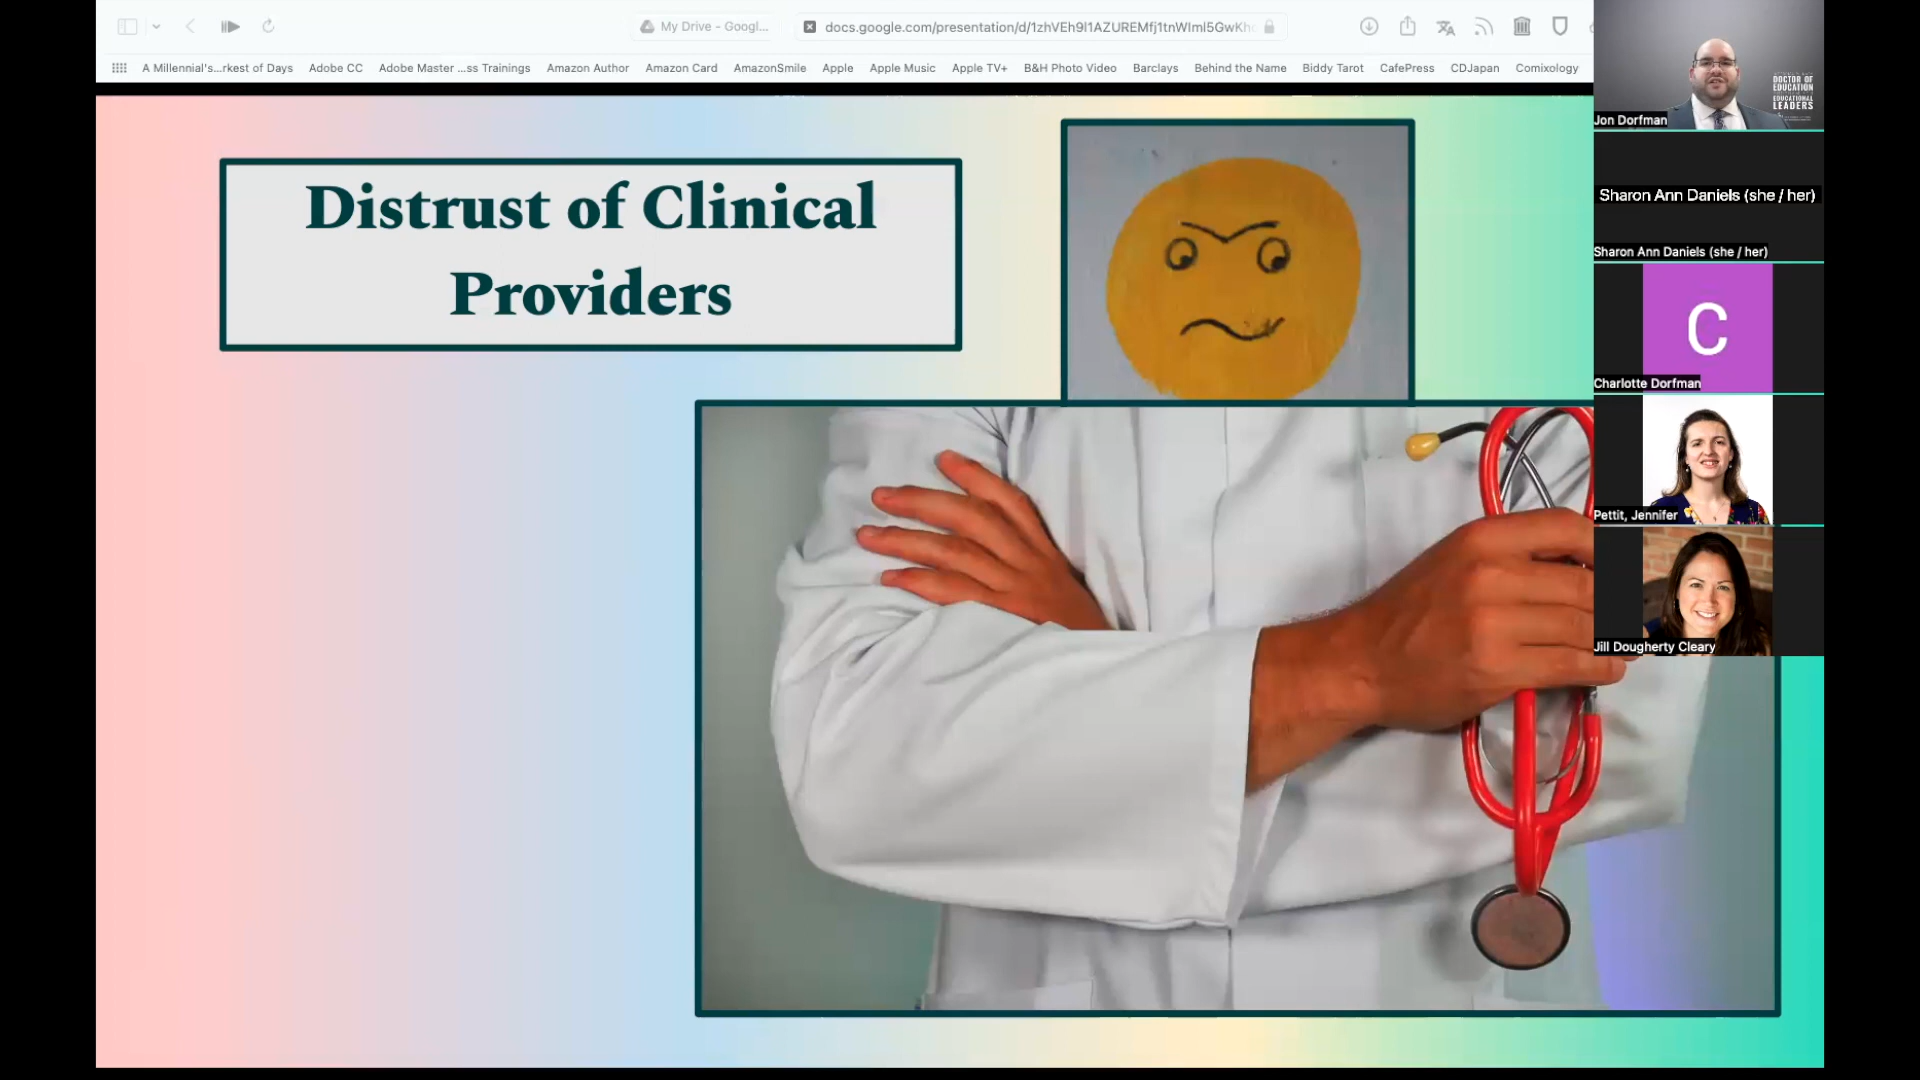 My Drive - Googl...
docs.google.com/presentation/d/1zhVEh9l1AZUREMfj1tnWIml5GwKh
A Millennial's...rkest of Days
Adobe CC
Adobe Master ...ss Trainings
Amazon Author
Amazon Card
AmazonSmile
Apple
Apple Music
Apple TV+
B&H Photo Video
Barclays
Behind the Name
Biddy Tarot
CafePress
CDJapan
Comixology
Distrust of Clinical
Providers
DOCTOR OF
EDUCATION
EDUCATIONAL
LEADERS
Jon Dorfman
Sharon Ann Daniels (she / her)
Sharon Ann Daniels (she / her)
C
Charlotte Dorfman
Pettit, Jennifer
Jill Dougherty Cleary